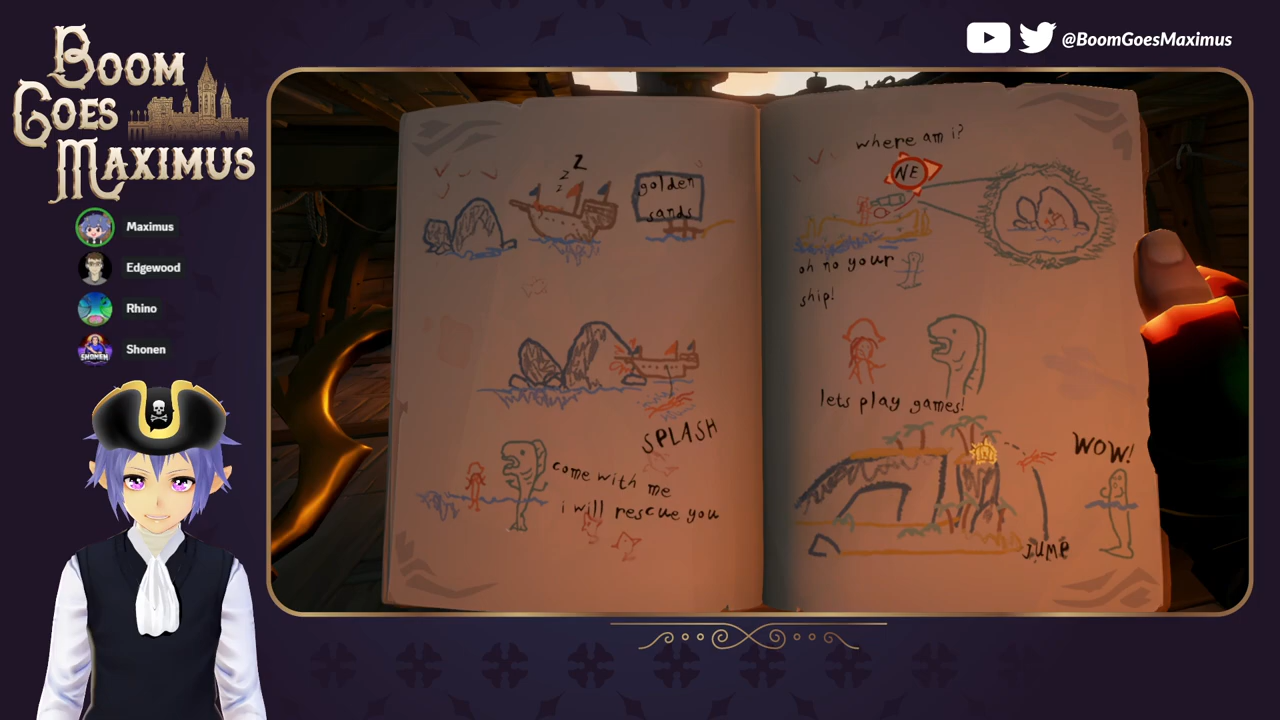 BOOM
GOES
MAXIMUS
@BoomGoesMaximus
Maximus
Edgewood
Rhino
Shonen
SHONEN
z z Z
golden
sands
SPLASH
come with me
i will rescue you
where am i?
NE
oh no your
ship!
lets play games!
WOW!
JUMP